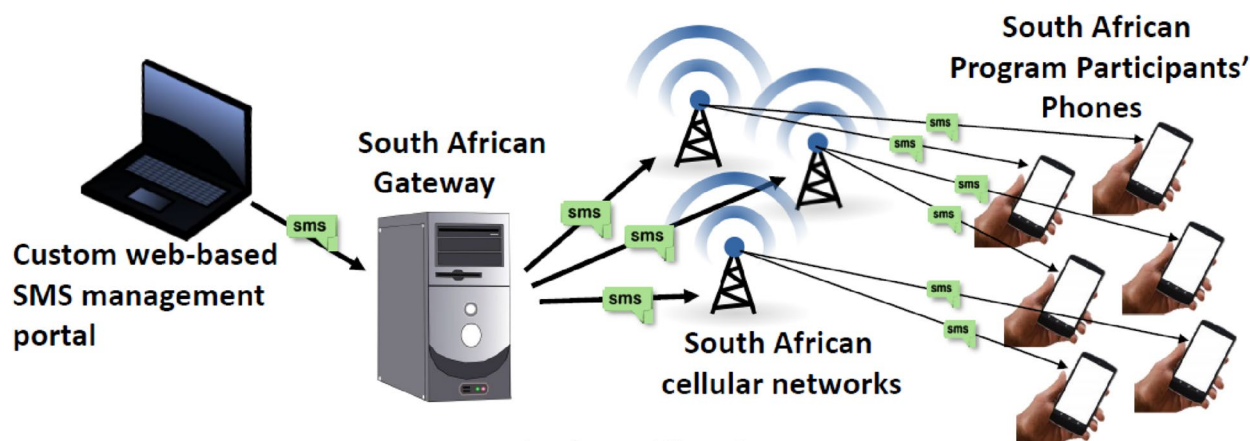 Custom web-based
SMS management
portal
sms
South African
Gateway
sms
sms
sms
South African
cellular networks
sms
sms
sms
sms
sms
sms
South African
Program Participants’
Phones